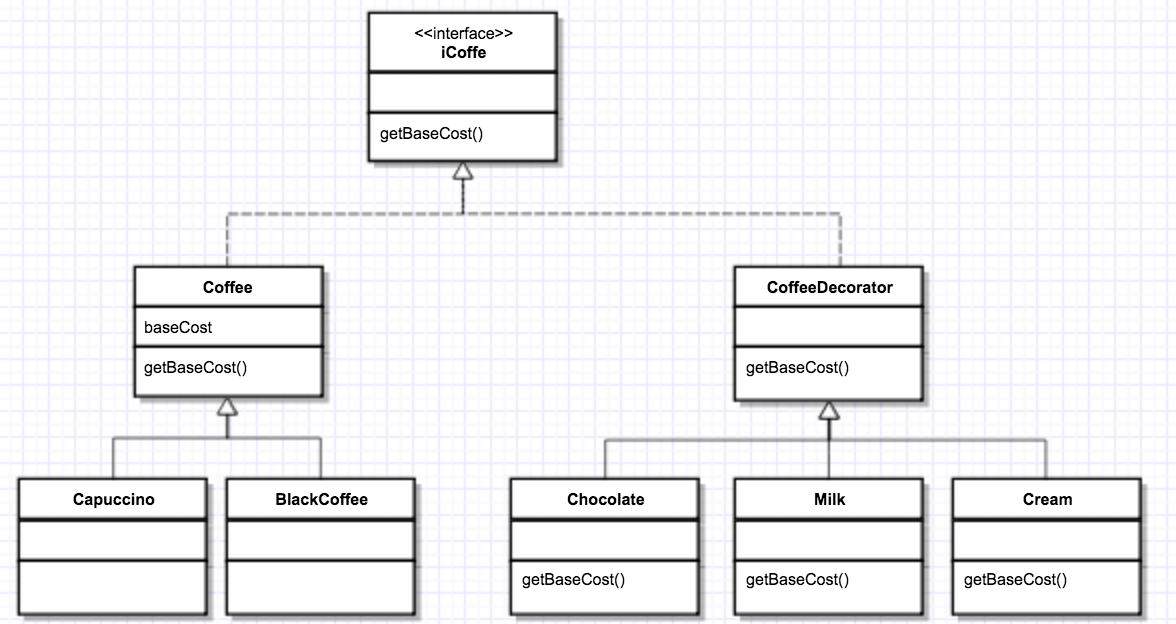 <<interface>>
iCoffe
getBaseCost()
Coffee
baseCost
getBaseCost()
CoffeeDecorator
getBaseCost()
Capuccino
BlackCoffee
Chocolate
getBaseCost()
Milk
getBaseCost()
Cream
getBaseCost()